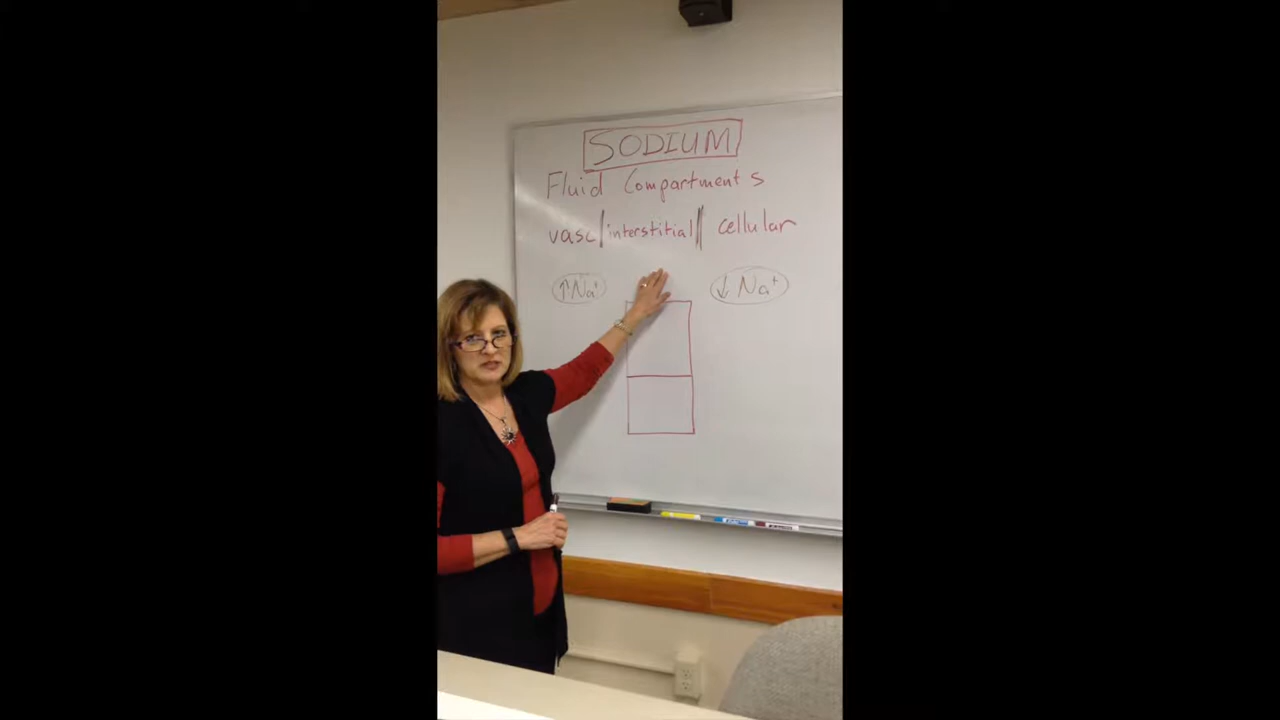 SODIUM
Fluid Compartments
vasc interstitial cellular
↑Na⁺ ↓ Na⁺